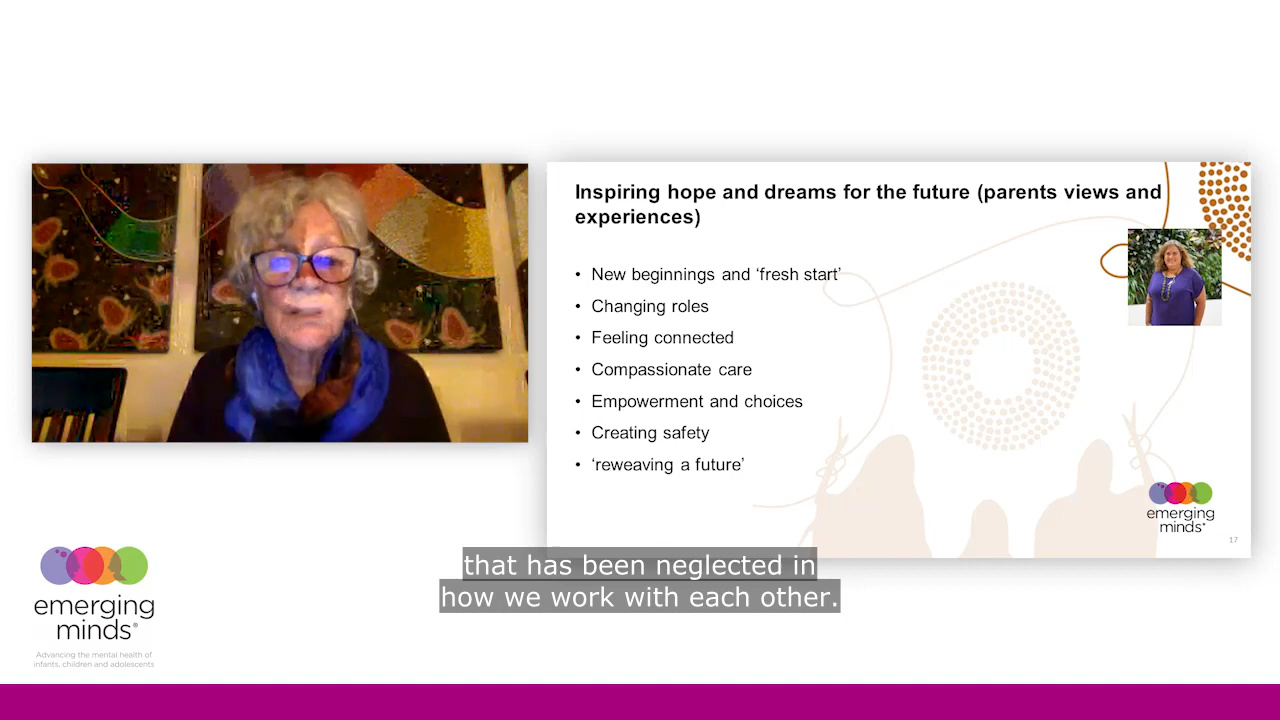 Inspiring hope and dreams for the future (parents views and
experiences)
• New beginnings and ‘fresh start’
• Changing roles
• Feeling connected
• Compassionate care
• Empowerment and choices
• Creating safety
• ‘reweaving a future’
emerging
minds®
17
that has been neglected in
how we work with each other.
emerging
minds®
Advancing the mental health of
infants, children and adolescents